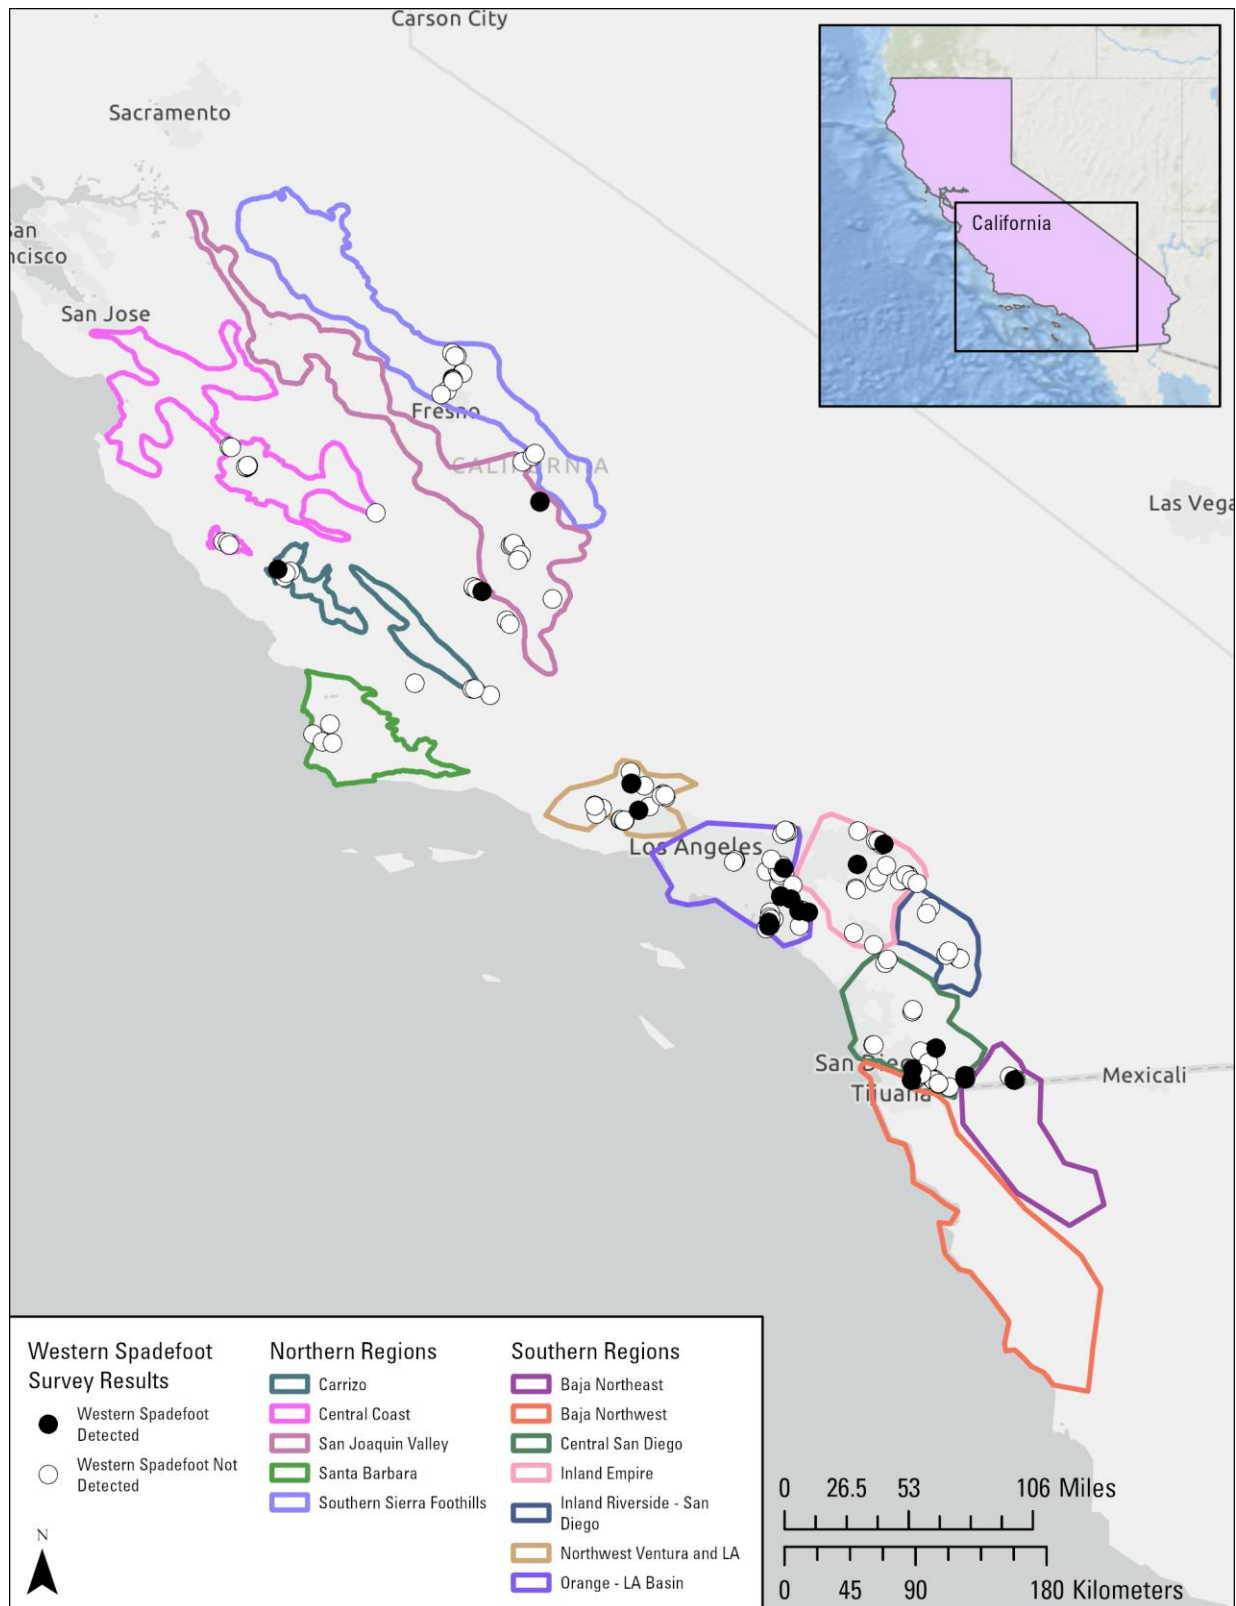 Carson City
Sacramento
San
ncisco
San Jose
Fresno
CALIFORNIA
Las Vega
Los Angeles
San Diego
Tijuana
Mexicali
California
Western Spadefoot
Survey Results
Western Spadefoot
Detected
Western Spadefoot Not
Detected
N
Northern Regions
Carrizo
Central Coast
San Joaquin Valley
Santa Barbara
Southern Sierra Foothills
Southern Regions
Baja Northeast
Baja Northwest
Central San Diego
Inland Empire
Inland Riverside - San
Diego
Northwest Ventura and LA
Orange - LA Basin
0 26.5 53 106 Miles
0 45 90 180 Kilometers